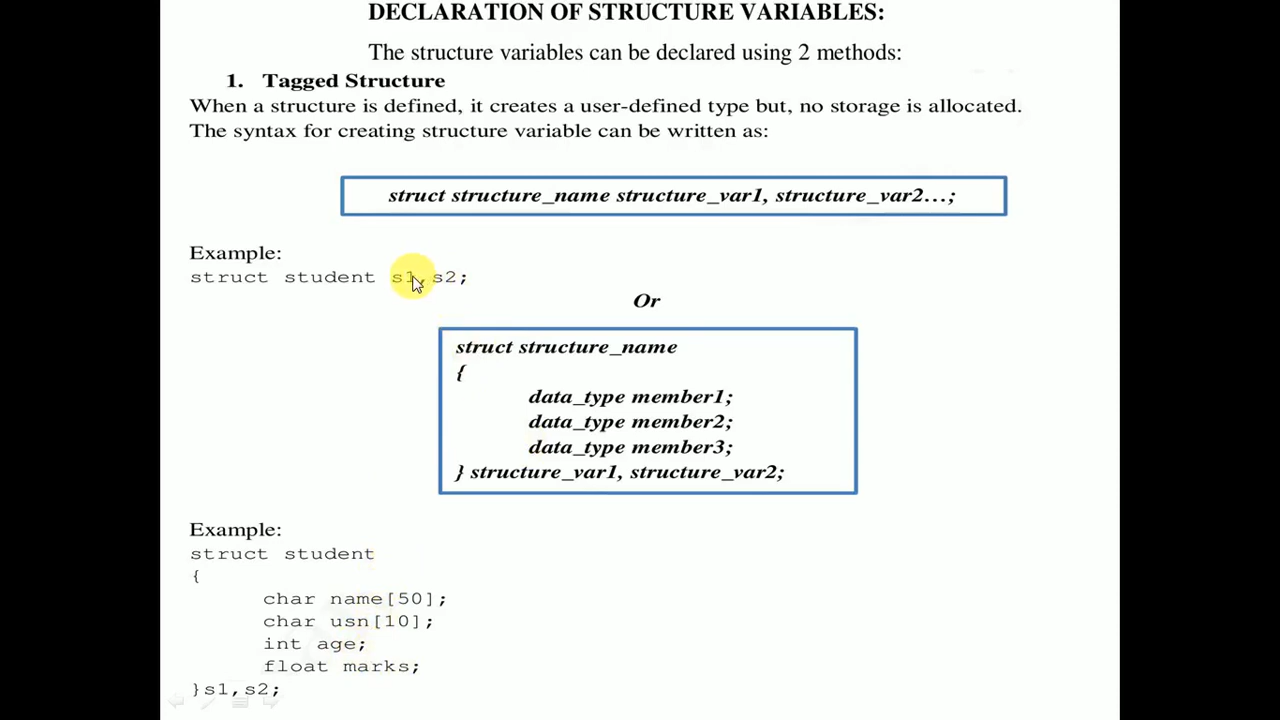 DECLARATION OF STRUCTURE VARIABLES:
The structure variables can be declared using 2 methods:
1. Tagged Structure
When a structure is defined, it creates a user-defined type but, no storage is allocated.
The syntax for creating structure variable can be written as:
struct structure_name structure_var1, structure_var2...;
Example:
struct student s1,s2;
Or
struct structure_name
{
data_type member1;
data_type member2;
data_type member3;
} structure_var1, structure_var2;
Example:
struct student
{
char name[50];
char usn[10];
int age;
float marks;
}s1,s2;